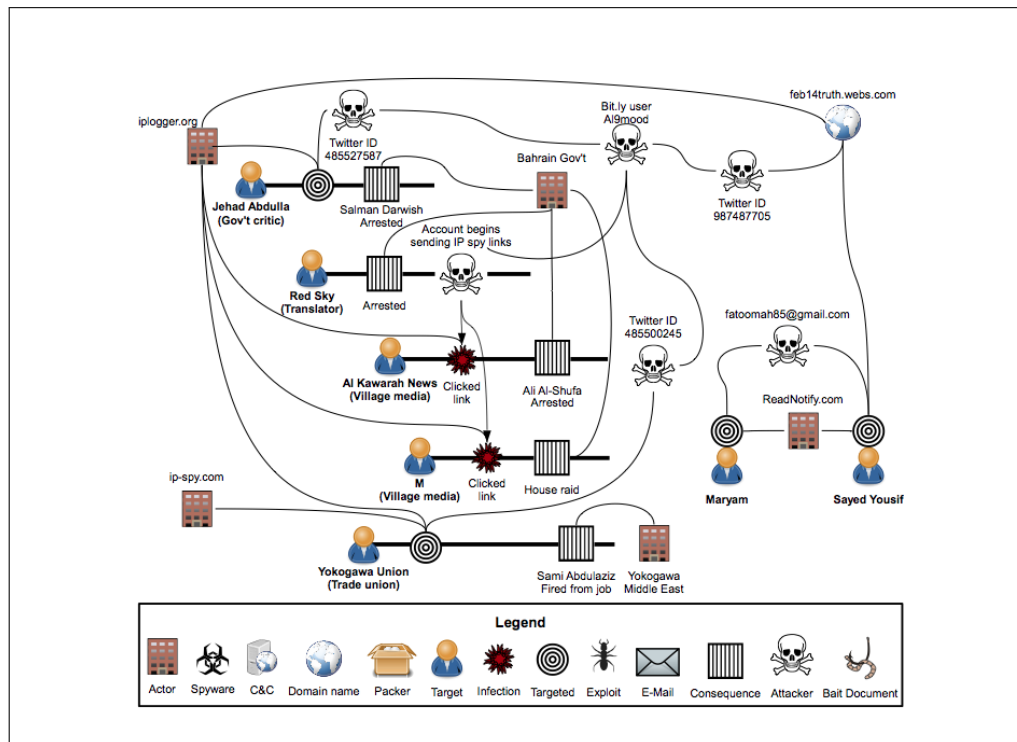 feb14truth.webs.com
Bit.ly user
Al9mood
iplogger.org
Twitter ID
485527587
Bahrain Gov't
Twitter ID
987487705
Jehad Abdulla
(Gov't critic)
Salman Darwish
Arrested
Account begins
sending IP spy links
Red Sky
(Translator)
Arrested
Twitter ID
485500245
fatoomah85@gmail.com
Al Kawarah News
(Village media)
Clicked
link
Ali Al-Shufa
Arrested
ReadNotify.com
M
(Village media)
Clicked
link
House raid
Maryam
Sayed Yousif
ip-spy.com
Yokogawa Union
(Trade union)
Sami Abdulaziz
Fired from job
Yokogawa
Middle East
Legend
Actor
Spyware
C&C
Domain name
Packer
Target
Infection
Targeted
Exploit
E-Mail
Consequence
Attacker
Bait Document